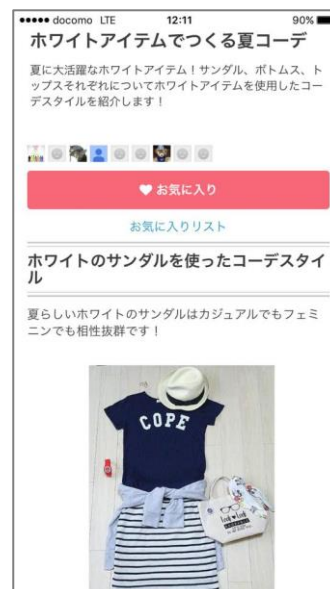 docomo LTE 12:11 90%
ホワイトアイテムでつくる夏コーデ
夏に大活躍なホワイトアイテム！サンダル、ボトムス、ト
ップスそれぞれについてホワイトアイテムを使用したコー
デスタイルを紹介します！
お気に入り
お気に入りリスト
ホワイトのサンダルを使ったコーデスタイ
ル
夏らしいホワイトのサンダルはカジュアルでもフェミ
ニンでも相性抜群です！
COPE